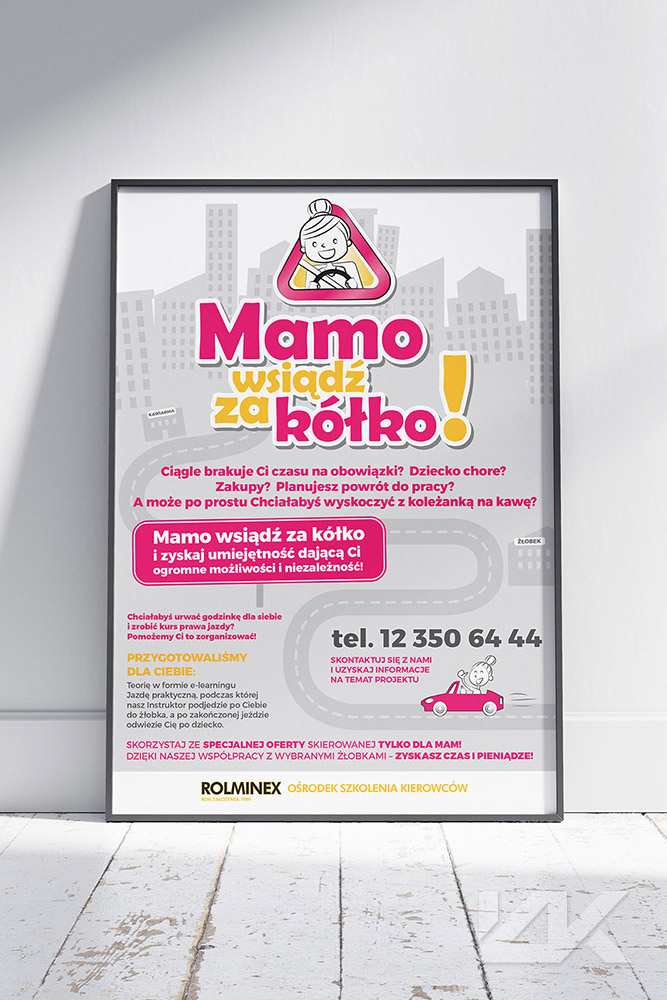 Mamo
wsiądź
za kółko!
KAWIARNIA
Ciągle brakuje Ci czasu na obowiązki? Dziecko chore?
Zakupy? Planujesz powrót do pracy?
A może po prostu Chciałabyś wyskoczyć z koleżanką na kawę?
Mamo wsiądź za kółko
i zyskaj umiejętność dającą Ci
ogromne możliwości i niezależność!
ŻŁOBEK
Chciałabyś urwać godzinkę dla siebie
i zrobić kurs prawa jazdy?
Pomożemy Ci to zorganizować!
PRZYGOTOWALIŚMY
DLA CIEBIE:
Teorię w formie e-learningu
Jazdę praktyczną, podczas której
nasz Instruktor podjedzie po Ciebie
do żłobka, a po zakończonej jeździe
odwiezie Cię po dziecko.
tel. 12 350 64 44
SKONTAKTUJ SIĘ Z NAMI
I UZYSKAJ INFORMACJE
NA TEMAT PROJEKTU
SKORZYSTAJ ZE SPECJALNEJ OFERTY SKIEROWANEJ TYLKO DLA MAM!
DZIĘKI NASZEJ WSPÓŁPRACY Z WYBRANYMI ŻŁOBKAMI – ZYSKASZ CZAS I PIENIĄDZE!
ROLMINEX OŚRODEK SZKOLENIA KIEROWCÓW
ROK ZAŁOŻENIA 1989